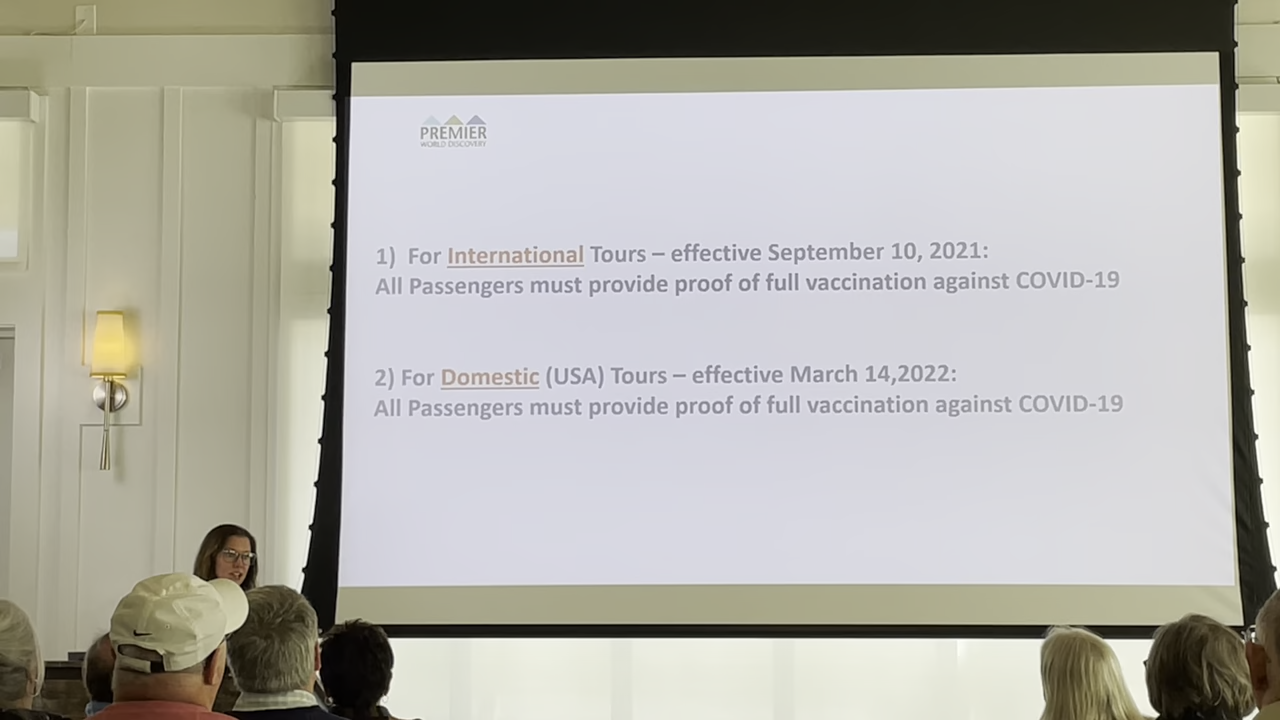 PREMIER
WORLD DISCOVERY
1) For International Tours – effective September 10, 2021:
All Passengers must provide proof of full vaccination against COVID-19
2) For Domestic (USA) Tours – effective March 14,2022:
All Passengers must provide proof of full vaccination against COVID-19